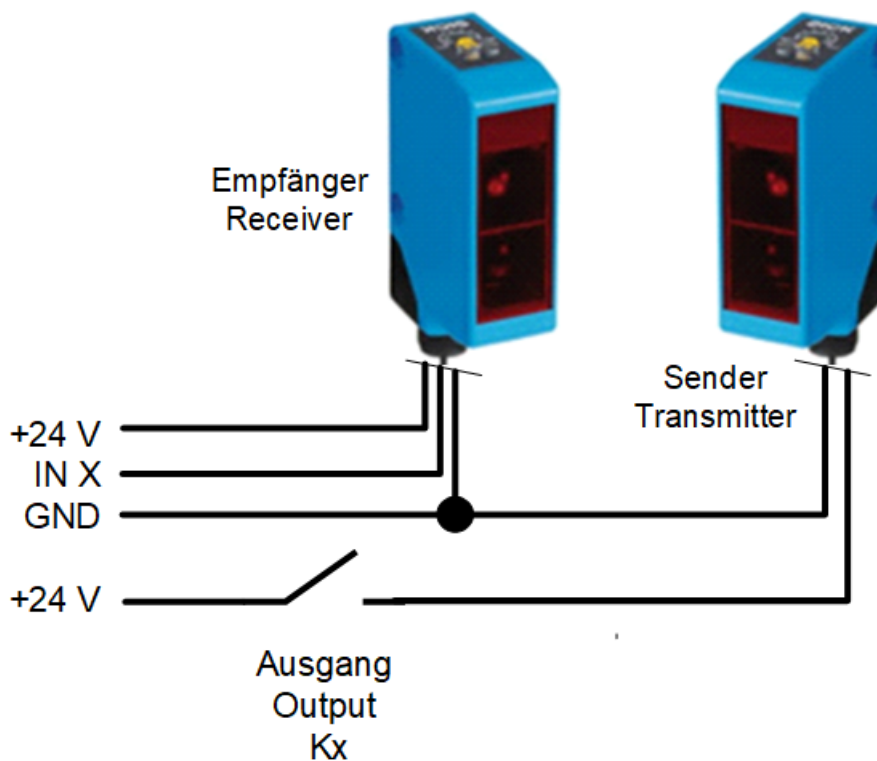 Empfänger
Receiver
Sender
Transmitter
+24 V
IN X
GND
+24 V
Ausgang
Output
Kx